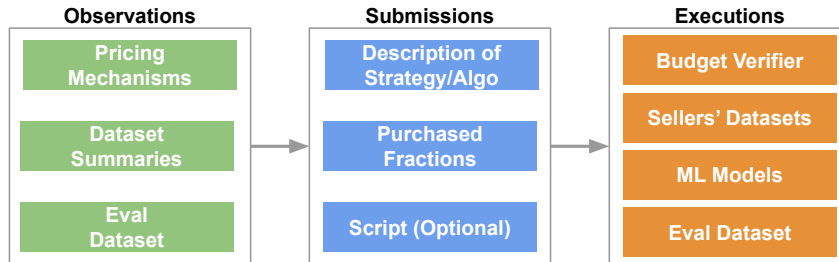 Observations
Pricing
Mechanisms
Dataset
Summaries
Eval
Dataset
Submissions
Description of
Strategy/Algo
Purchased
Fractions
Script (Optional)
Executions
Budget Verifier
Sellers' Datasets
ML Models
Eval Dataset